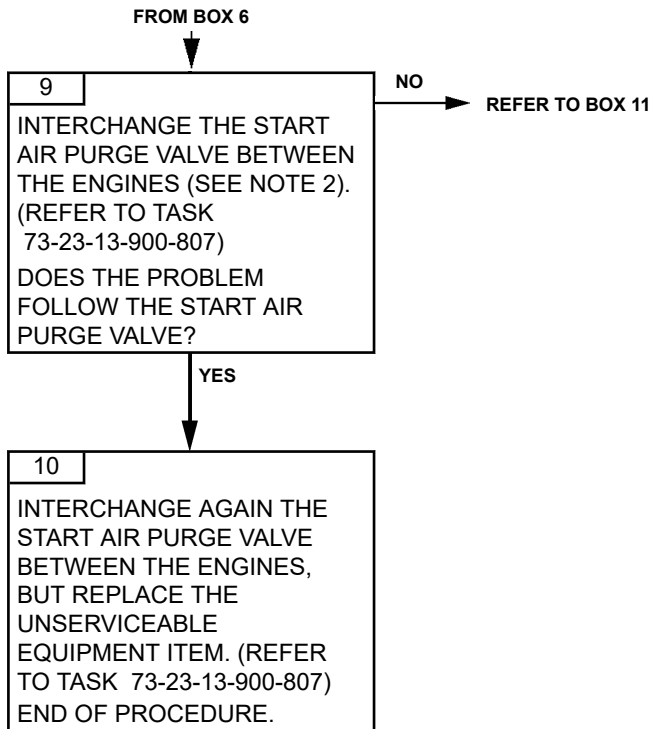 FROM BOX 6
9
NO
REFER TO BOX 11
INTERCHANGE THE START
AIR PURGE VALVE BETWEEN
THE ENGINES (SEE NOTE 2).
(REFER TO TASK
73-23-13-900-807)
DOES THE PROBLEM
FOLLOW THE START AIR
PURGE VALVE?
YES
10
INTERCHANGE AGAIN THE
START AIR PURGE VALVE
BETWEEN THE ENGINES,
BUT REPLACE THE
UNSERVICEABLE
EQUIPMENT ITEM. (REFER
TO TASK 73-23-13-900-807)
END OF PROCEDURE.